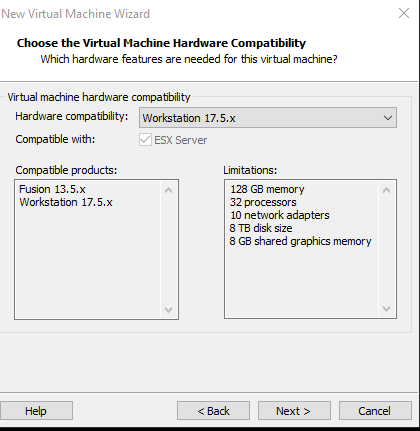 New Virtual Machine Wizard
Choose the Virtual Machine Hardware Compatibility
Which hardware features are needed for this virtual machine?
Virtual machine hardware compatibility
Hardware compatibility: Workstation 17.5.x
Compatible with: ESX Server
Compatible products:
Fusion 13.5.x
Workstation 17.5.x
Limitations:
128 GB memory
32 processors
10 network adapters
8 TB disk size
8 GB shared graphics memory
Help < Back Next > Cancel